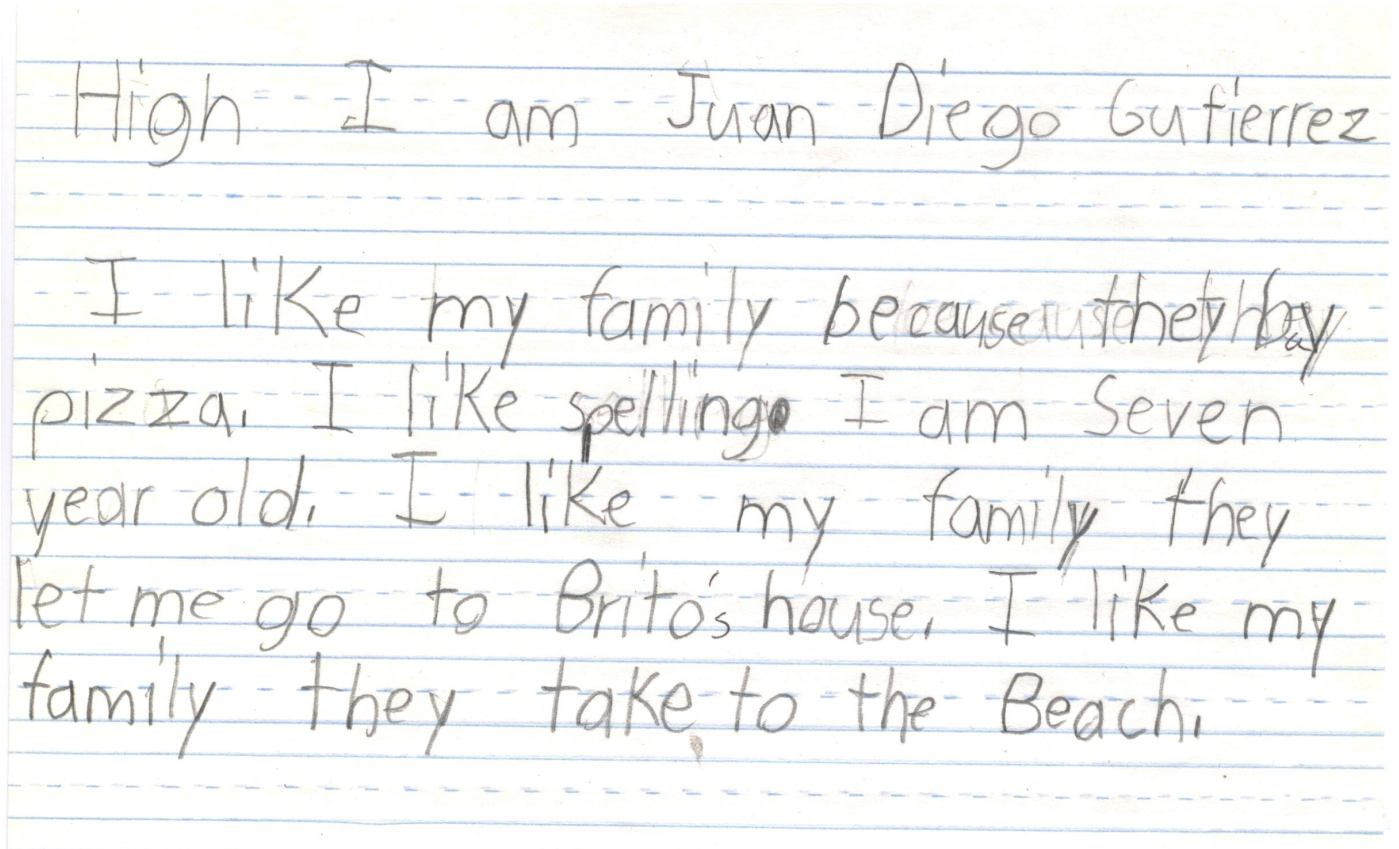 High I am Juan Diego Gutierrez
I like my family because they by
pizza. I like spelling. I am Seven
year old. I like my family they
let me go to Brito's house. I like my
family they take to the Beach.